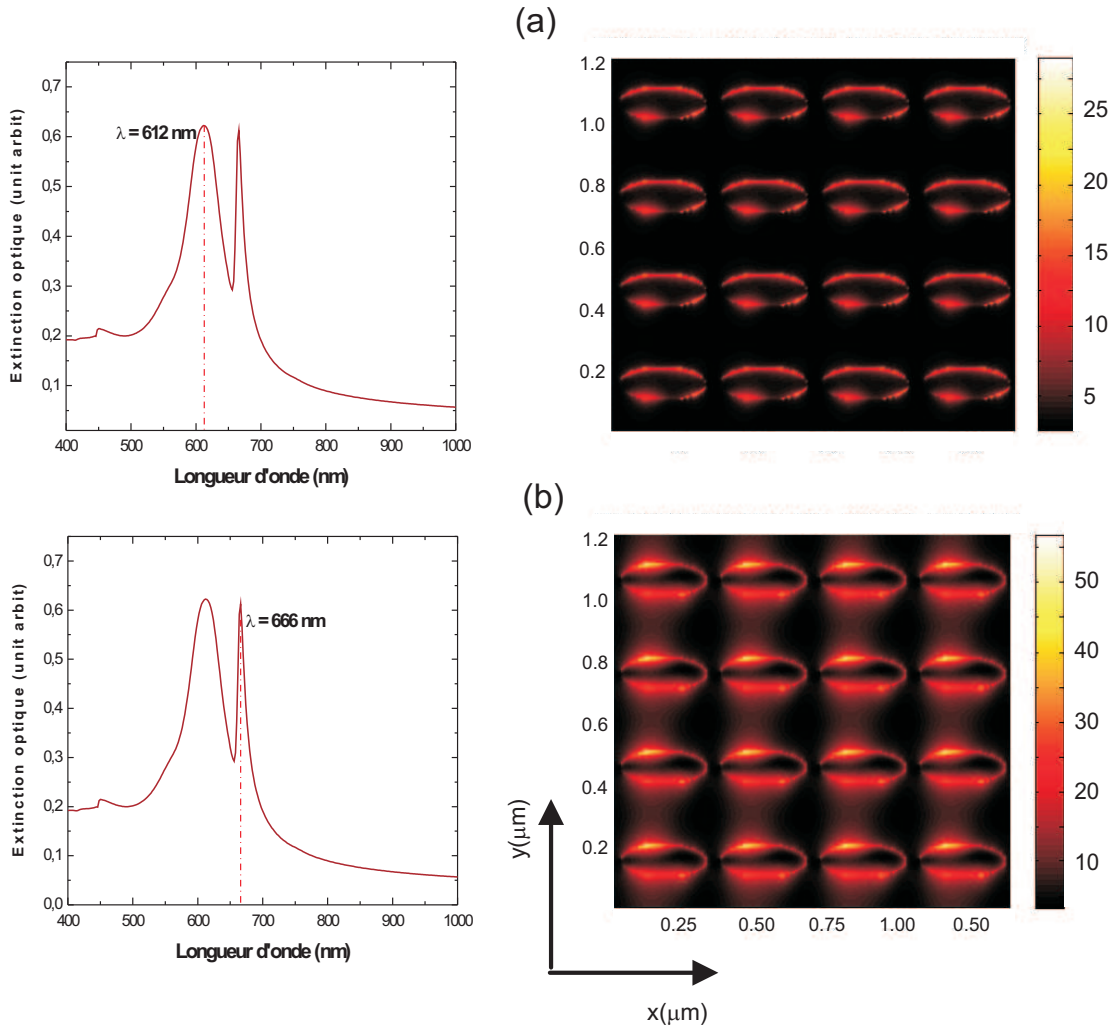 (a)
0,7
0,6
0,5
0,4
0,3
0,2
0,1
Extinction optique (unit arbit)
λ = 612 nm
400 500 600 700 800 900 1000
Longueur d'onde (nm)
1.2
1.0
0.8
0.6
0.4
0.2
25
20
15
10
5
(b)
0,7
0,6
0,5
0,4
0,3
0,2
0,1
0,0
Extinction optique (unit arbit)
λ = 666 nm
400 500 600 700 800 900 1000
Longueur d'onde (nm)
1.2
1.0
0.8
0.6
0.4
0.2
0.25 0.50 0.75 1.00 0.50
50
40
30
20
10
y(μm)
x(μm)